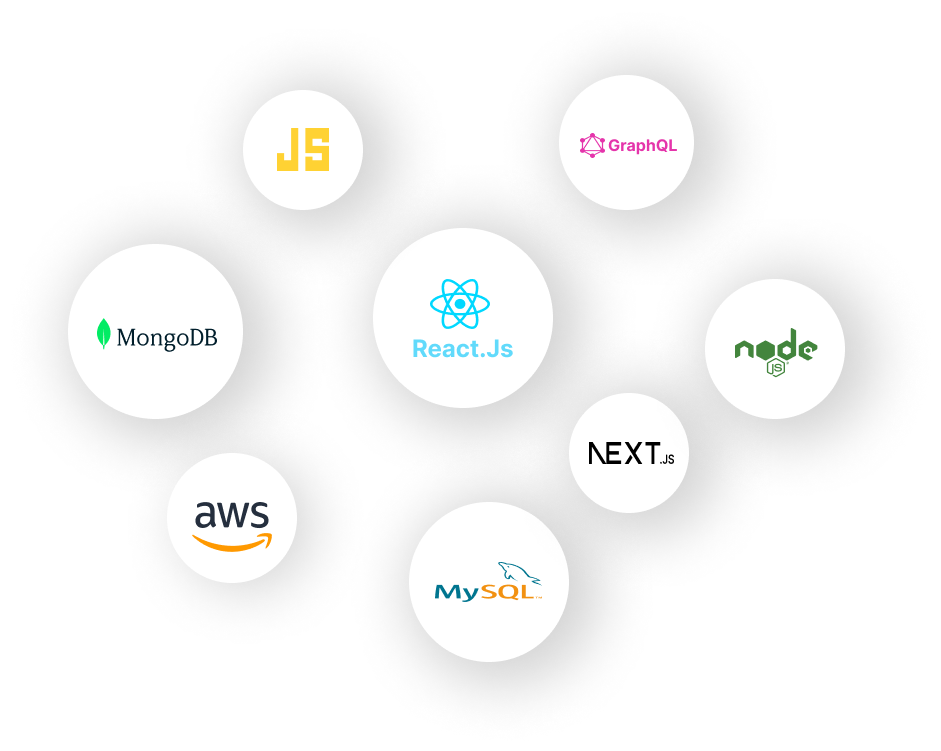 JS
GraphQL
MongoDB
React.Js
node
JS
NEXT.JS
aws
MySQL